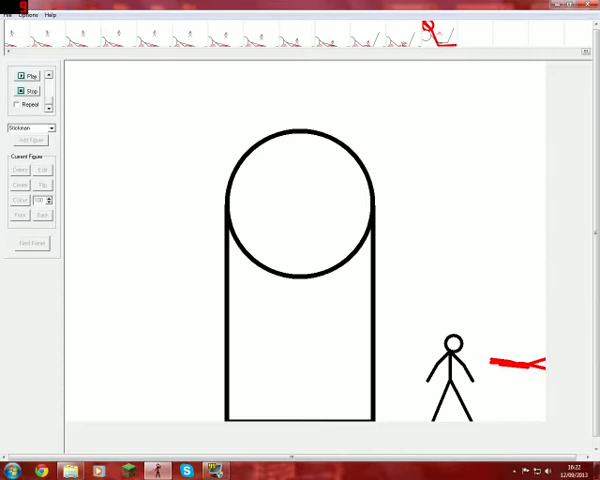 9
File Options Help
Play
Stop
Repeat
Stickman
Add Figure
Current Figure
Delete Edit
Centre Flip
Colour 100
Front Back
Next Frame
16:22
12/09/2013